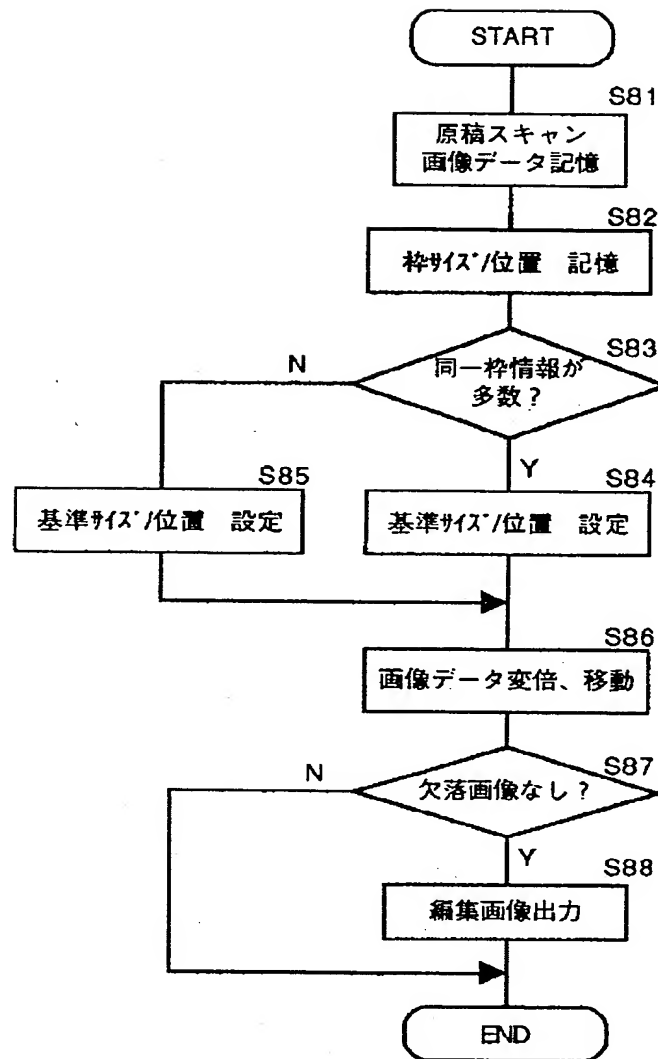 START
S81
原稿スキャン
画像データ記憶
S82
枠ｻｲｽﾞ/位置　記憶
S83
同一枠情報が
多数？
N
Y
S85
S84
基準ｻｲｽﾞ/位置　設定
基準ｻｲｽﾞ/位置　設定
S86
画像データ変倍、移動
S87
欠落画像なし？
N
Y
S88
編集画像出力
END